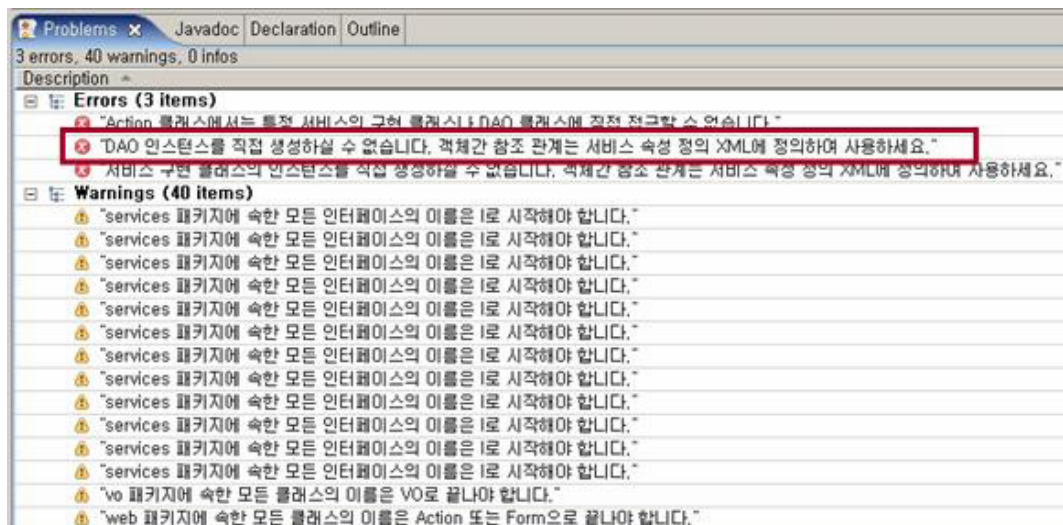 Problems Javadoc Declaration Outline
3 errors, 40 warnings, 0 infos
Description
Errors (3 items)
"Action 클래스에서는 특정 서비스의 구현 클래스나 DAO 클래스에 직접 접근할 수 없습니다."
"DAO 인스턴스를 직접 생성하실 수 없습니다. 객체간 참조 관계는 서비스 속성 정의 XML에 정의하여 사용하세요."
"서비스 구현 클래스의 인스턴스를 직접 생성하실 수 없습니다. 객체간 참조 관계는 서비스 속성 정의 XML에 정의하여 사용하세요."
Warnings (40 items)
"services 패키지에 속한 모든 인터페이스의 이름은 I로 시작해야 합니다."
"services 패키지에 속한 모든 인터페이스의 이름은 I로 시작해야 합니다."
"services 패키지에 속한 모든 인터페이스의 이름은 I로 시작해야 합니다."
"services 패키지에 속한 모든 인터페이스의 이름은 I로 시작해야 합니다."
"services 패키지에 속한 모든 인터페이스의 이름은 I로 시작해야 합니다."
"services 패키지에 속한 모든 인터페이스의 이름은 I로 시작해야 합니다."
"services 패키지에 속한 모든 인터페이스의 이름은 I로 시작해야 합니다."
"services 패키지에 속한 모든 인터페이스의 이름은 I로 시작해야 합니다."
"services 패키지에 속한 모든 인터페이스의 이름은 I로 시작해야 합니다."
"services 패키지에 속한 모든 인터페이스의 이름은 I로 시작해야 합니다."
"services 패키지에 속한 모든 인터페이스의 이름은 I로 시작해야 합니다."
"services 패키지에 속한 모든 인터페이스의 이름은 I로 시작해야 합니다."
"vo 패키지에 속한 모든 클래스의 이름은 VO로 끝나야 합니다."
"web 패키지에 속한 모든 클래스의 이름은 Action 또는 Form으로 끝나야 합니다."